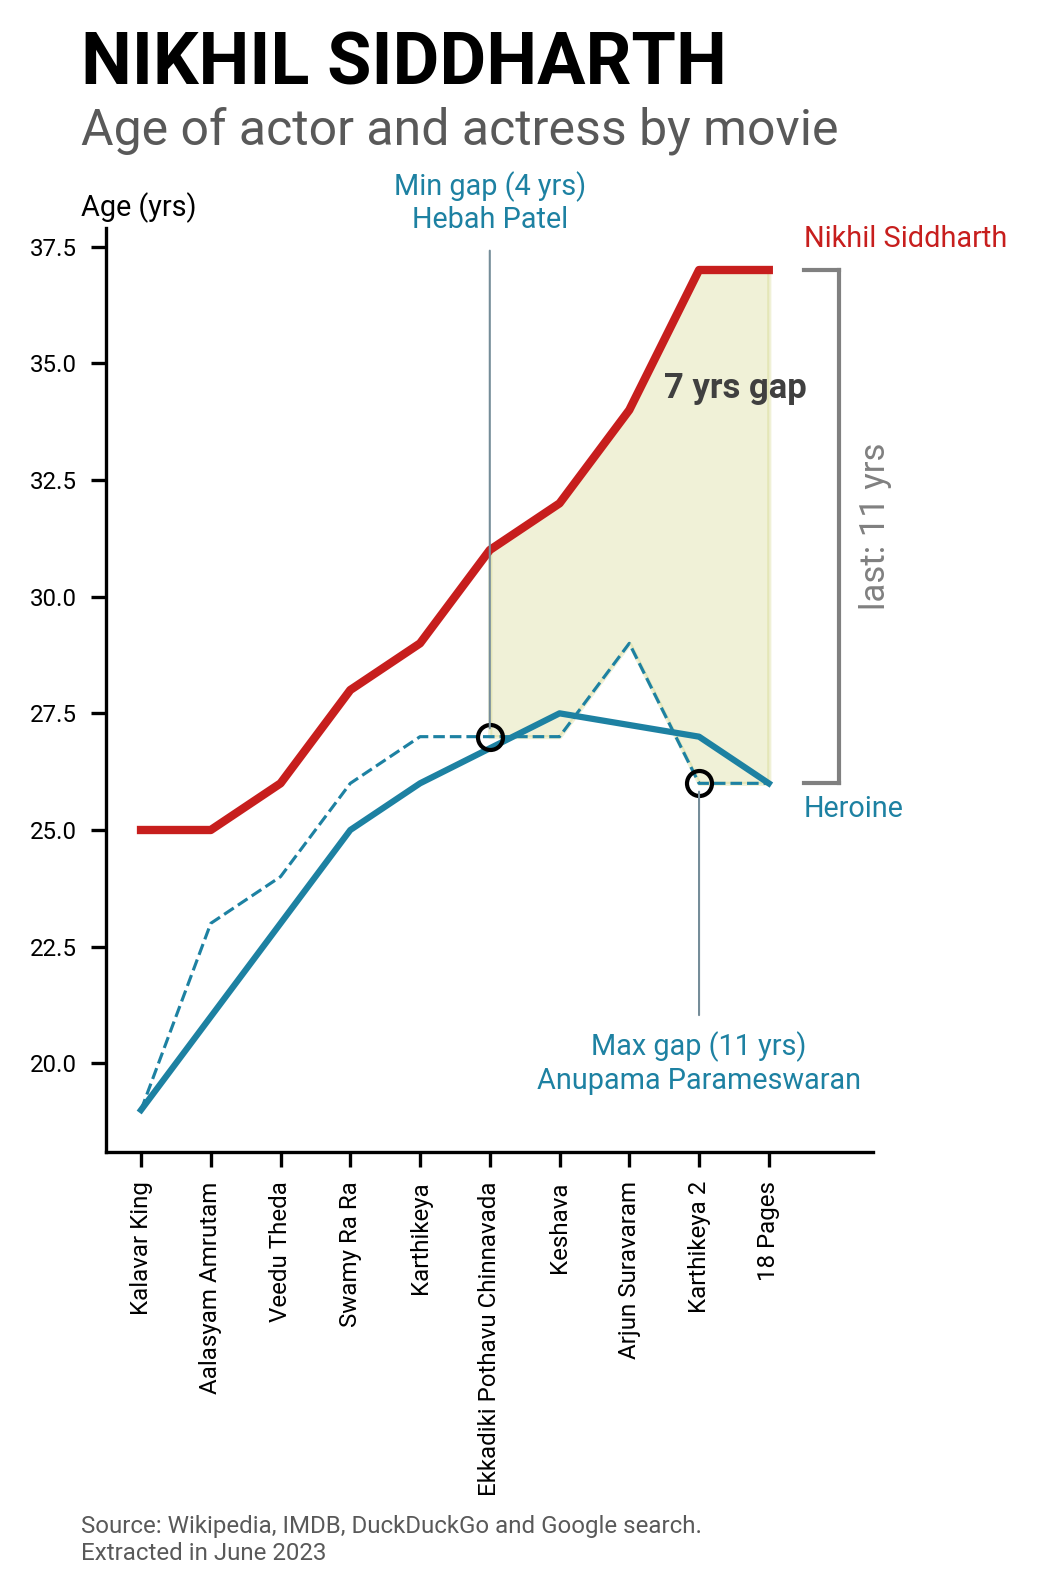 NIKHIL SIDDHARTH
Age of actor and actress by movie
Min gap (4 yrs)
Hebah Patel
Age (yrs)
Nikhil Siddharth
37.5
35.0
7 yrs gap
32.5
last: 11 yrs
30.0
27.5
25.0
Heroine
22.5
20.0
Max gap (11 yrs)
Anupama Parameswaran
Kalavar King
Aalasyam Amrutam
Veedu Theda
Swamy Ra Ra
Karthikeya
Ekkadiki Pothavu Chinnavada
Keshava
Arjun Suravaram
Karthikeya 2
18 Pages
Source: Wikipedia, IMDB, DuckDuckGo and Google search.
Extracted in June 2023